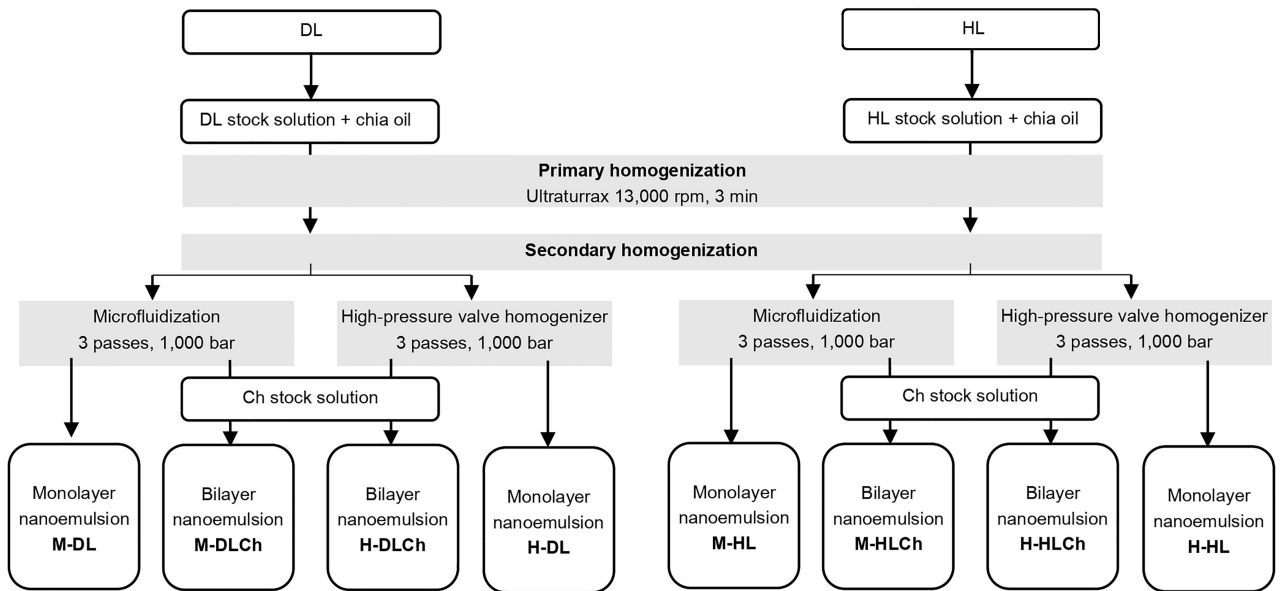 DL
HL
DL stock solution + chia oil
HL stock solution + chia oil
Primary homogenization
Ultraturrax 13,000 rpm, 3 min
Secondary homogenization
Microfluidization
3 passes, 1,000 bar
High-pressure valve homogenizer
3 passes, 1,000 bar
Microfluidization
3 passes, 1,000 bar
High-pressure valve homogenizer
3 passes, 1,000 bar
Ch stock solution
Ch stock solution
Monolayer
nanoemulsion
M-DL
Bilayer
nanoemulsion
M-DLCh
Bilayer
nanoemulsion
H-DLCh
Monolayer
nanoemulsion
H-DL
Monolayer
nanoemulsion
M-HL
Bilayer
nanoemulsion
M-HLCh
Bilayer
nanoemulsion
H-HLCh
Monolayer
nanoemulsion
H-HL